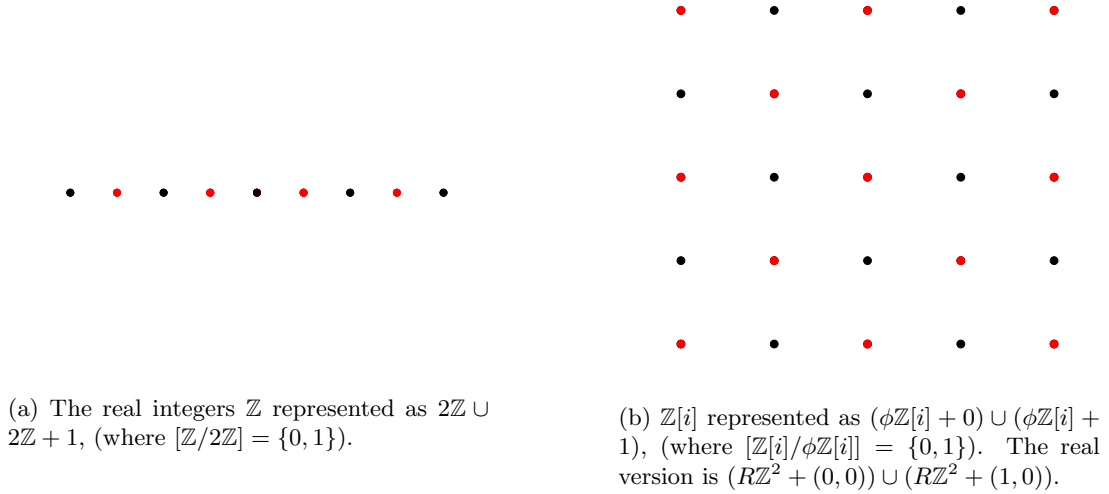 (a) The real integers ℤ represented as 2ℤ ∪
2ℤ + 1, (where [ℤ/2ℤ] = {0, 1}).
(b) ℤ[i] represented as (ϕℤ[i] + 0) ∪ (ϕℤ[i] +
1), (where [ℤ[i]/ϕℤ[i]] = {0, 1}). The real
version is (Rℤ² + (0, 0)) ∪ (Rℤ² + (1, 0)).